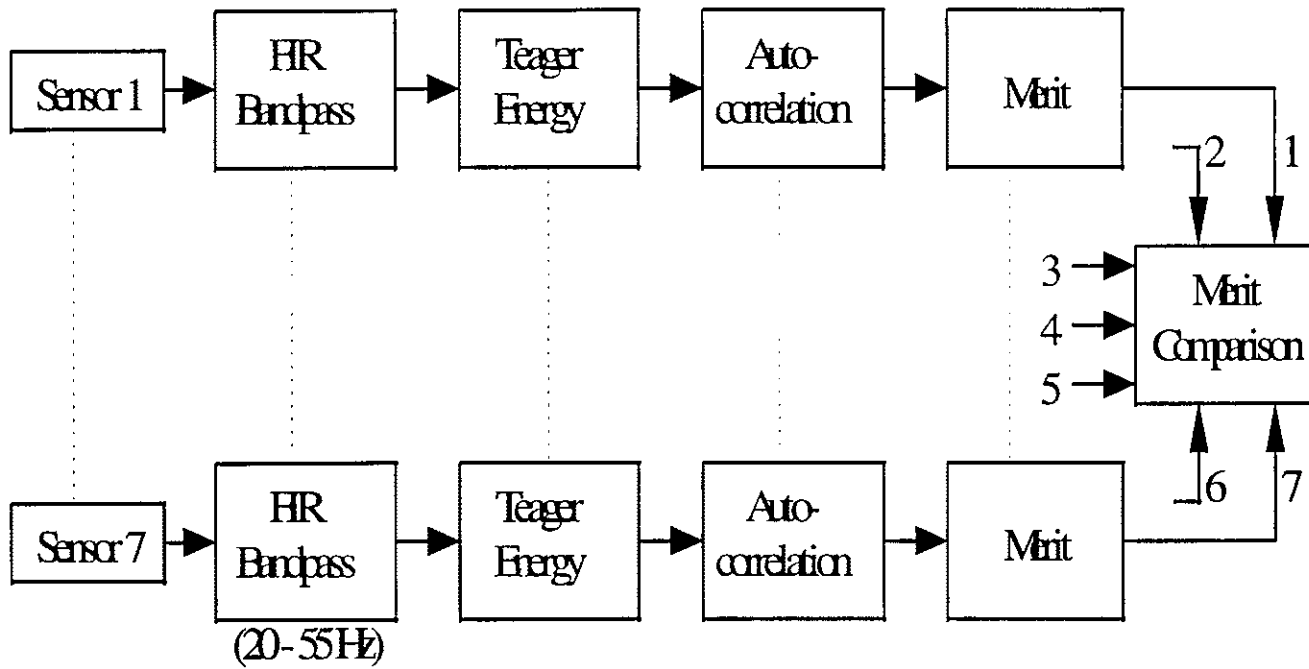 Sensor 1
FIR
Bandpass
Teager
Energy
Auto-
correlation
Merit
2
1
3
4
5
Merit
Comparison
6
7
Sensor 7
FIR
Bandpass
(20-55Hz)
Teager
Energy
Auto-
correlation
Merit